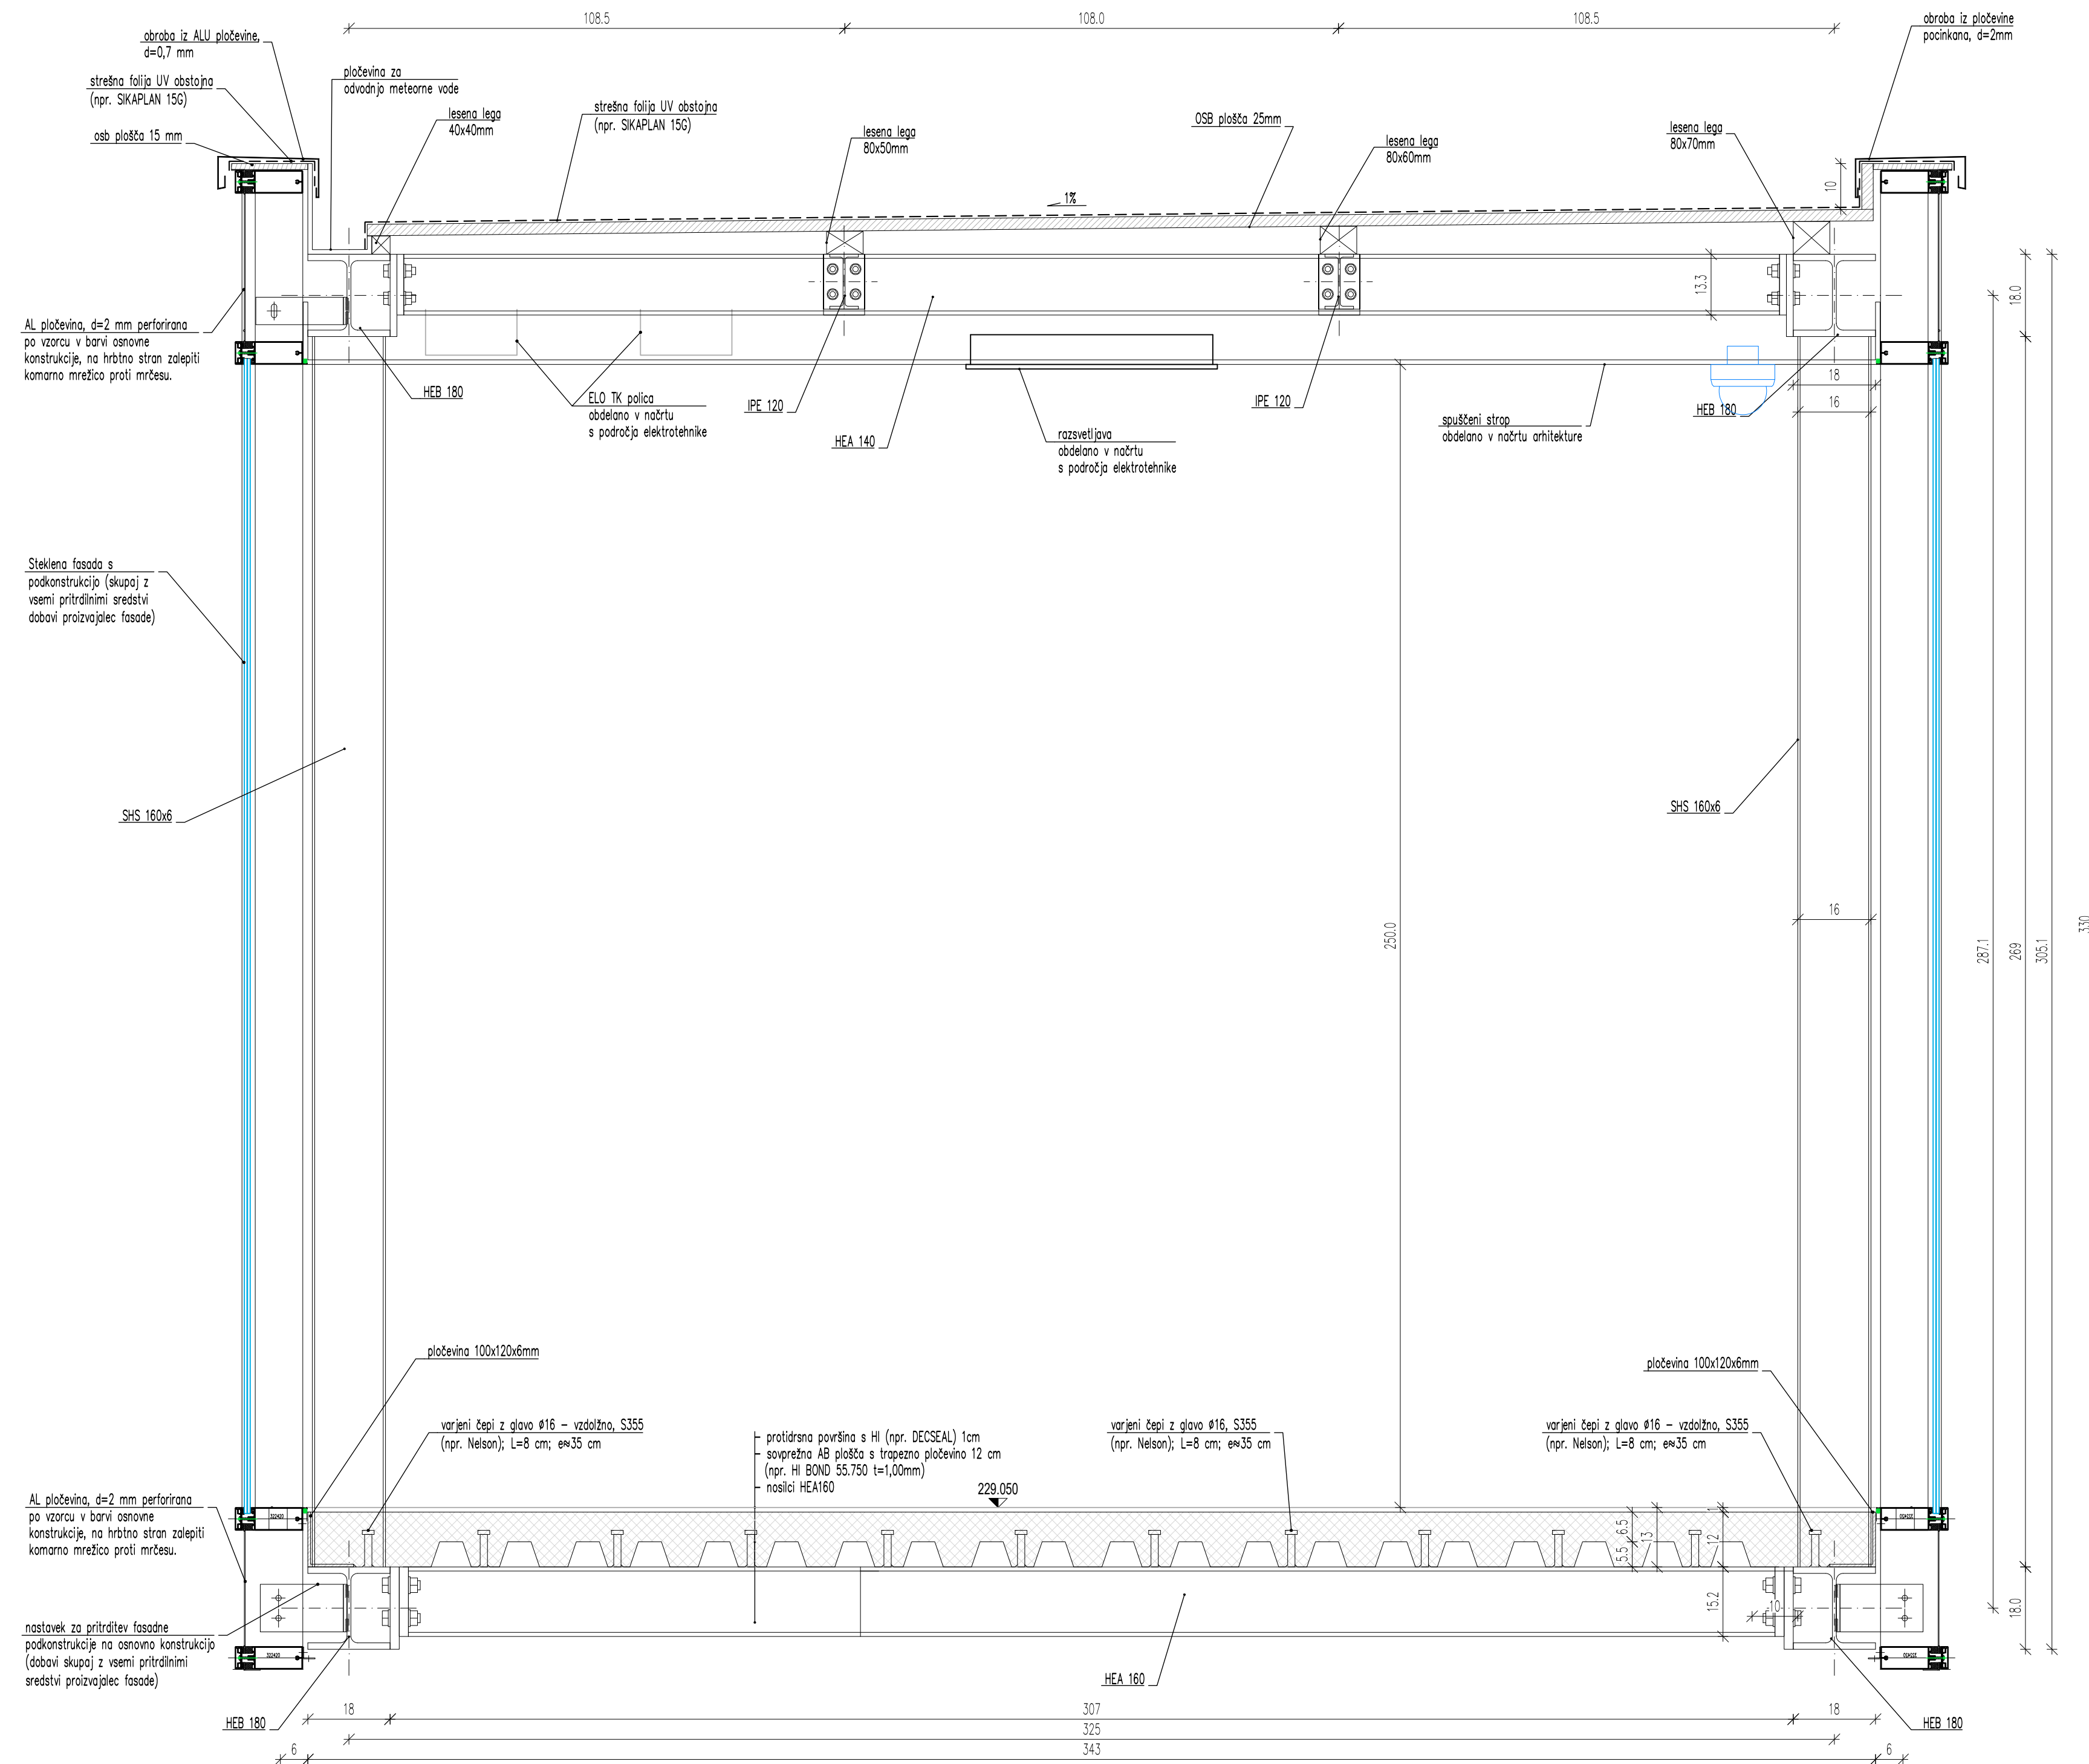 108.5
108.0
108.5
obroba iz ALU pločevine,
d=0,7 mm
obroba iz pločevine
pocinkana, d=2mm
strešna folija UV obstojna
(npr. SIKAPLAN 15G)
pločevina za
odvodnjo meteorne vode
osb plošča 15 mm
lesena lega
40x40mm
strešna folija UV obstojna
(npr. SIKAPLAN 15G)
lesena lega
80x50mm
OSB plošča 25mm
lesena lega
80x60mm
lesena lega
80x70mm
1%
10
13.3
18.0
AL pločevina, d=2 mm perforirana
po vzorcu v barvi osnovne
konstrukcije, na hrbtno stran zalepiti
komarno mrežico proti mrčesu.
HEB 180
ELO TK polica
obdelano v načrtu
s področja elektrotehnike
IPE 120
HEA 140
razsvetljava
obdelano v načrtu
s področja elektrotehnike
IPE 120
spuščeni strop
obdelano v načrtu arhitekture
HEB 180
18
16
Steklena fasada s
podkonstrukcijo (skupaj z
vsemi pritrdilnimi sredstvi
dobavi proizvajalec fasade)
SHS 160x6
SHS 160x6
16
250.0
287.1
269
305.1
330
pločevina 100x120x6mm
pločevina 100x120x6mm
varjeni čepi z glavo ø16 – vzdolžno, S355
(npr. Nelson); L=8 cm; e≈35 cm
protidrsna površina s HI (npr. DECSEAL) 1cm
sovprežna AB plošča s trapezno pločevino 12 cm
(npr. HI BOND 55.750 t=1,00mm)
nosilci HEA160
varjeni čepi z glavo ø16, S355
(npr. Nelson); L=8 cm; e≈35 cm
varjeni čepi z glavo ø16 – vzdolžno, S355
(npr. Nelson); L=8 cm; e≈35 cm
229.050
AL pločevina, d=2 mm perforirana
po vzorcu v barvi osnovne
konstrukcije, na hrbtno stran zalepiti
komarno mrežico proti mrčesu.
322420
322420
6.5
5.5
13
1
12
15.2
10
18.0
nastavek za pritrditev fasadne
podkonstrukcije na osnovno konstrukcijo
(dobavi skupaj z vsemi pritrdilnimi
sredstvi proizvajalec fasade)
322420
322420
HEA 160
HEB 180
HEB 180
18
307
18
325
6
343
6